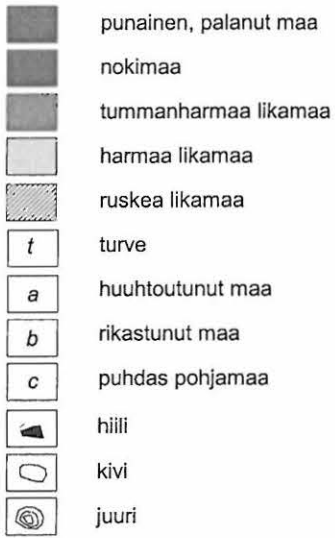 punainen, palanut maa
nokimaa
tummanharmaa likamaa
harmaa likamaa
ruskea likamaa
t turve
a huuhtoutunut maa
b rikastunut maa
c puhdas pohjamaa
hiili
kivi
juuri